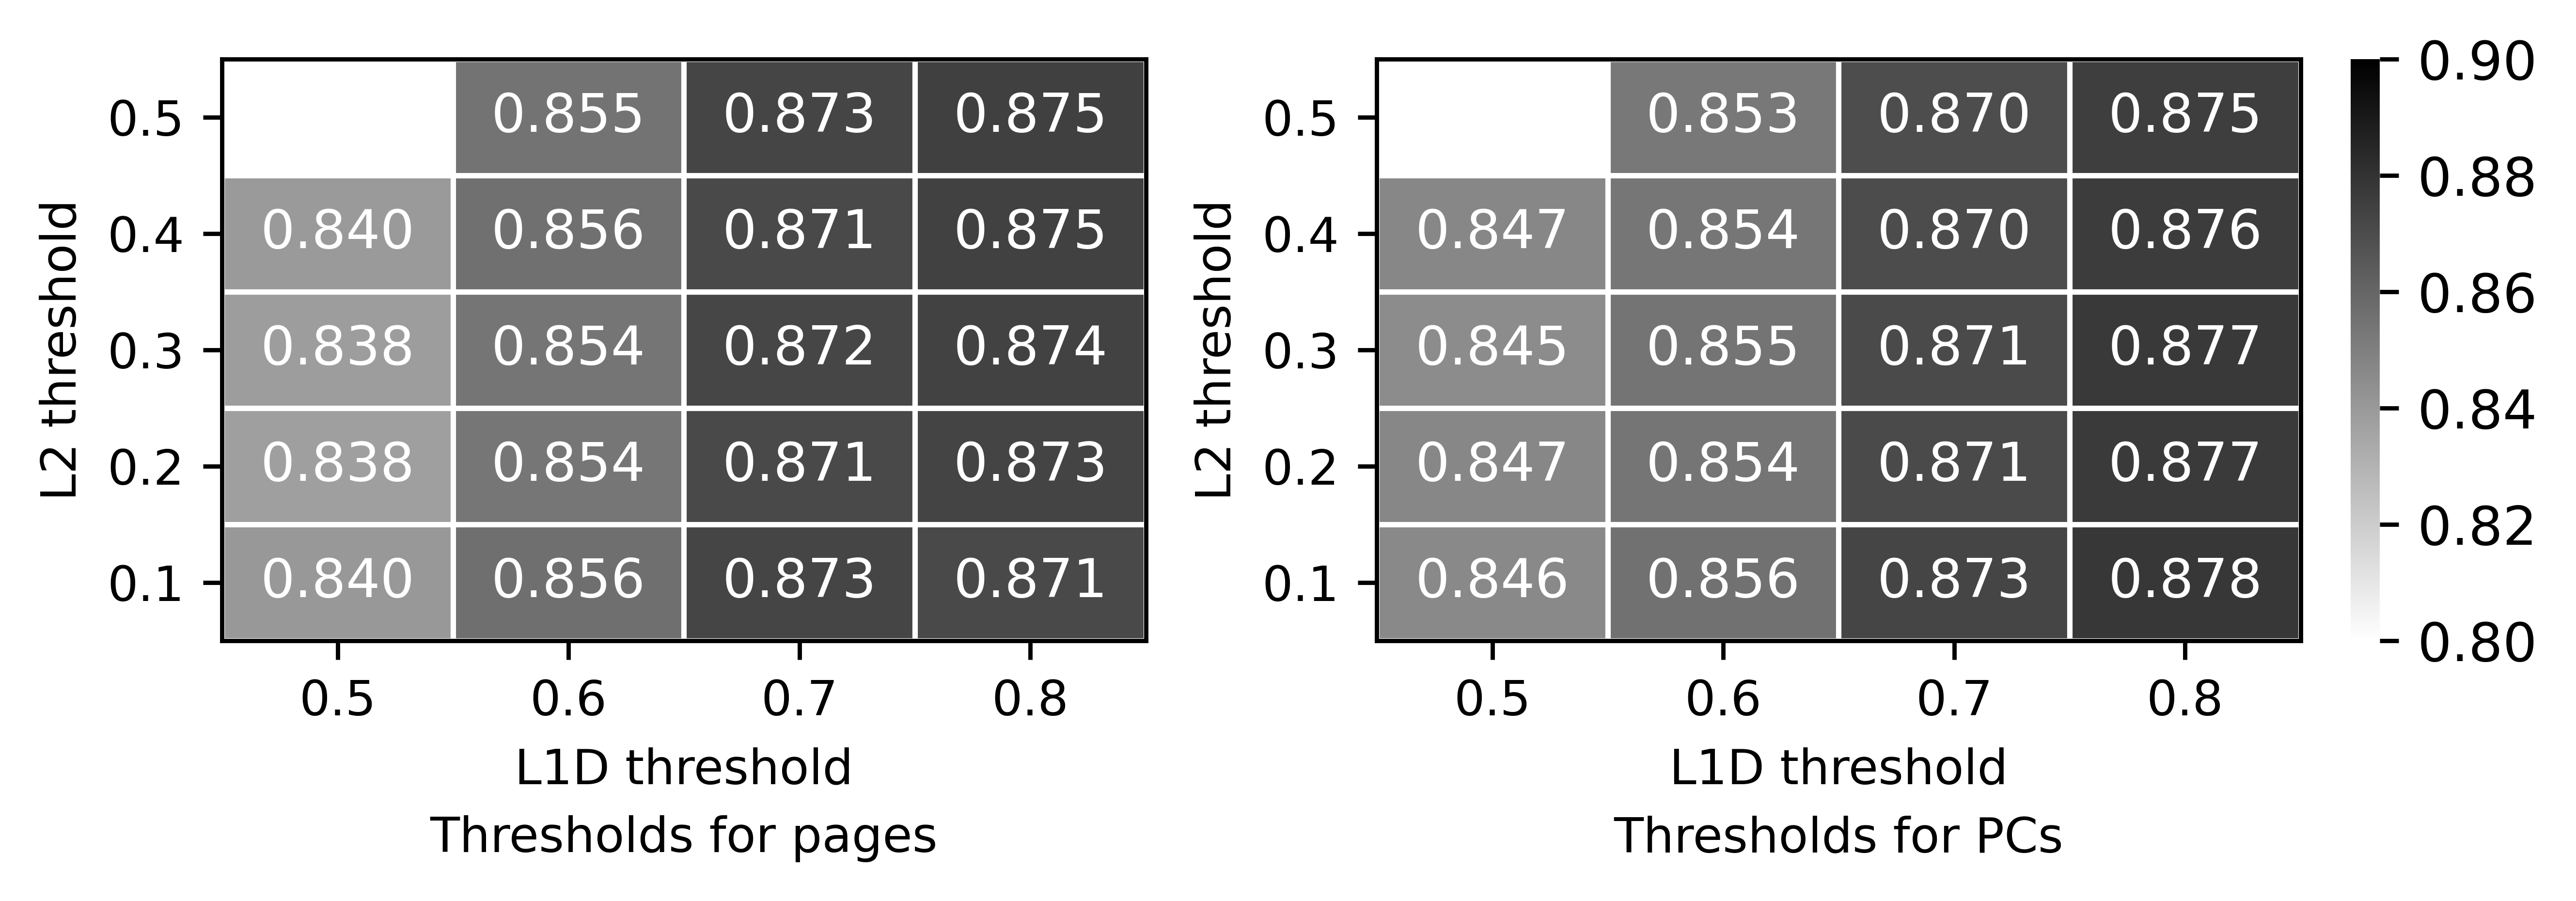 0.5 0.855 0.873 0.875
0.4 0.840 0.856 0.871 0.875
0.3 0.838 0.854 0.872 0.874
0.2 0.838 0.854 0.871 0.873
0.1 0.840 0.856 0.873 0.871
L2 threshold
0.5 0.6 0.7 0.8
L1D threshold
Thresholds for pages
0.5 0.853 0.870 0.875
0.4 0.847 0.854 0.870 0.876
0.3 0.845 0.855 0.871 0.877
0.2 0.847 0.854 0.871 0.877
0.1 0.846 0.856 0.873 0.878
L2 threshold
0.5 0.6 0.7 0.8
L1D threshold
Thresholds for PCs
0.90
0.88
0.86
0.84
0.82
0.80